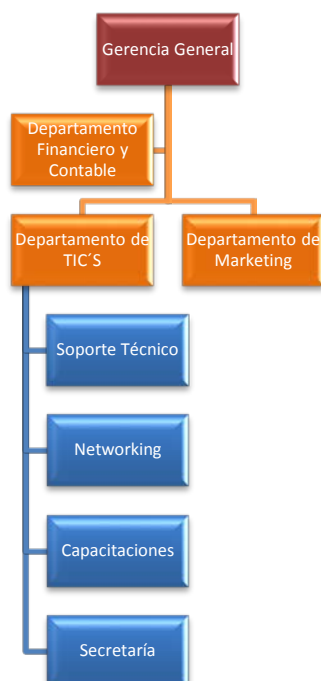 Gerencia General
Departamento
Financiero y
Contable
Departamento de
TIC´S
Departamento de
Marketing
Soporte Técnico
Networking
Capacitaciones
Secretaría